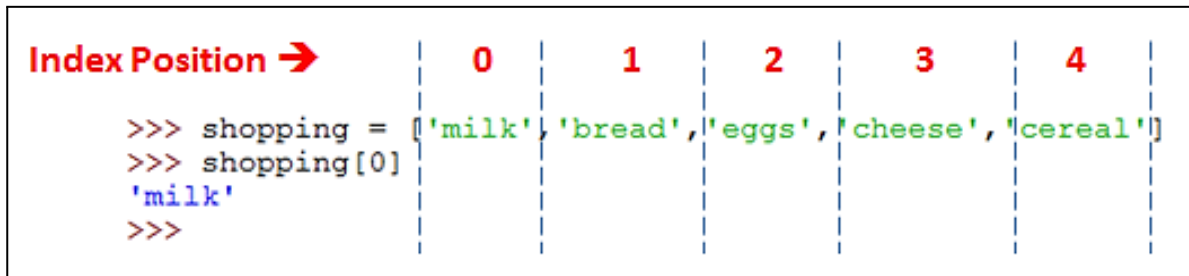 Index Position ➔ 0 1 2 3 4
>>> shopping = ['milk','bread','eggs','cheese','cereal']
>>> shopping[0]
'milk'
>>>